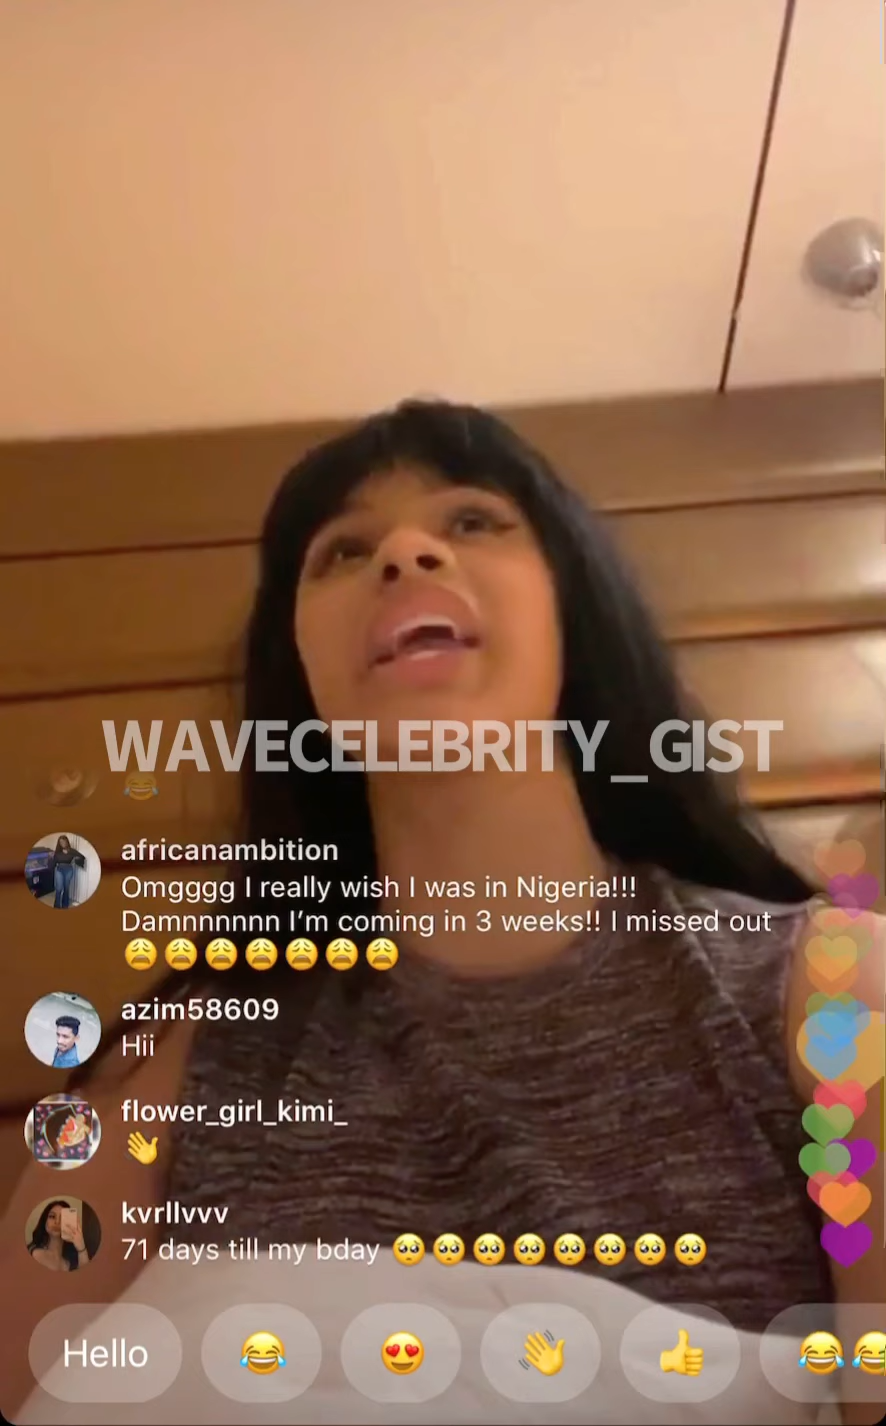 WAVECELEBRITY_GIST
😂
africanambition
Omgggg I really wish I was in Nigeria!!!
Damnnnnnn I’m coming in 3 weeks!! I missed out
😩😩😩😩😩😩😩
azim58609
Hii
flower_girl_kimi_
👋
kvrllvvv
71 days till my bday 🥺🥺🥺🥺🥺🥺🥺🥺
Hello 😂 😍 👋 👍 😂😂